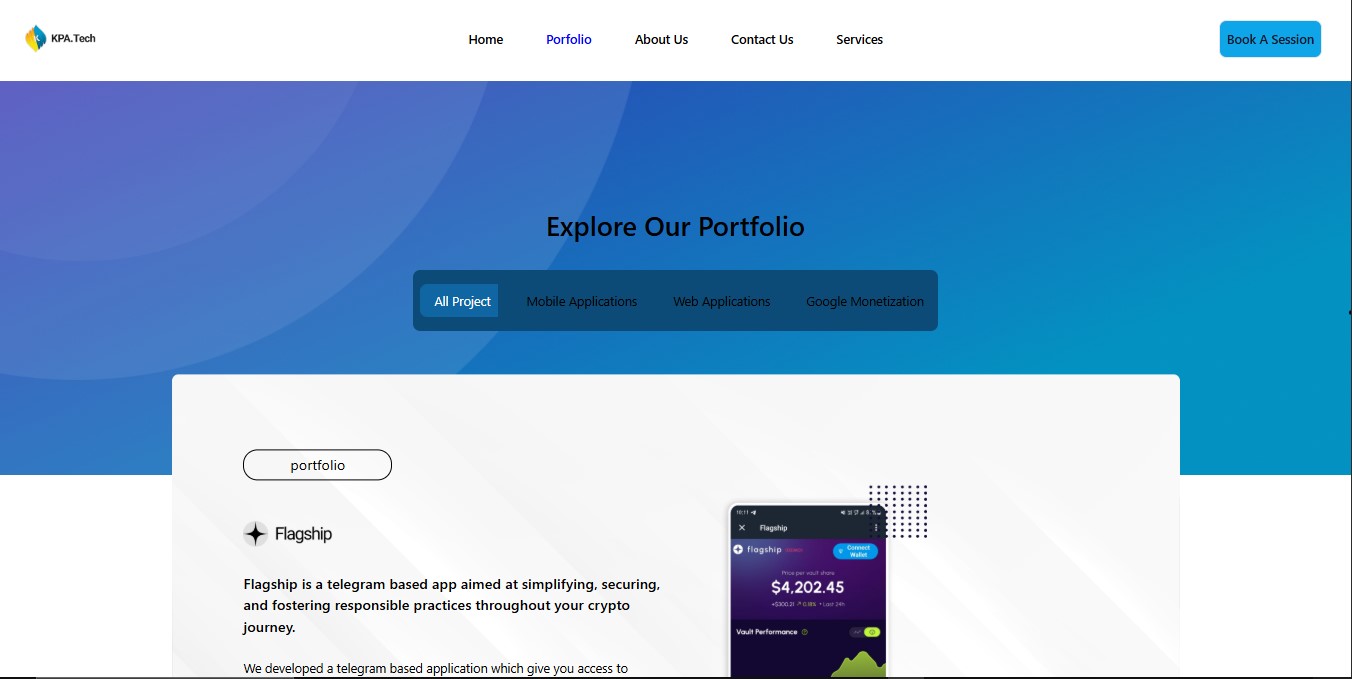 KPA.Tech
Home
Porfolio
About Us
Contact Us
Services
Book A Session
Explore Our Portfolio
All Project
Mobile Applications
Web Applications
Google Monetization
portfolio
Flagship
Flagship is a telegram based app aimed at simplifying, securing,
and fostering responsible practices throughout your crypto
journey.
We developed a telegram based application which give you access to
10:11
Flagship
flagship
Connect
Wallet
Price per vault share
$4,202.45
+$300.21 ↗ 0.18% • Last 24h
Vault Performance